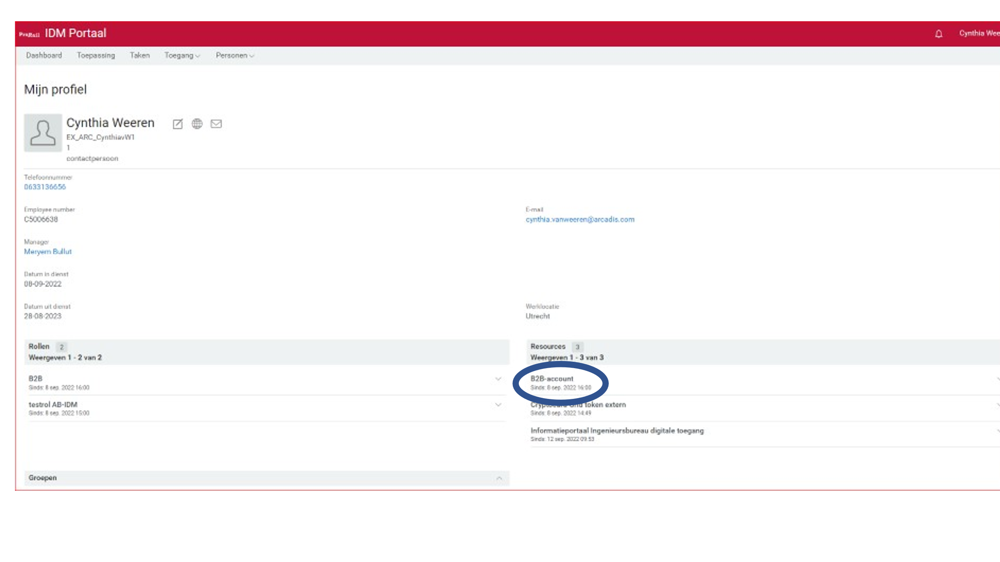 ProRail IDM Portaal
Cynthia Wee
Dashboard Toepassing Taken Toegang Personen
Mijn profiel
Cynthia Weeren
EX_ARC_CynthiavW1
1
contactpersoon
Telefoonnummer
0633136656
Employee number
C5006638
E-mail
cynthia.vanweeren@arcadis.com
Manager
Meryem Bullut
Datum in dienst
08-09-2022
Datum uit dienst
28-08-2023
Werklocatie
Utrecht
Rollen 2
Weergeven 1 - 2 van 2
B2B
Sinds: 8 sep. 2022 16:00
testrol AB-IDM
Sinds: 8 sep. 2022 15:00
Resources 3
Weergeven 1 - 3 van 3
B2B-account
Sinds: 8 sep. 2022 16:00
token extern
Sinds: 8 sep. 2022 14:49
Informatieportaal Ingenieursbureau digitale toegang
Sinds: 12 sep. 2022 09:53
Groepen